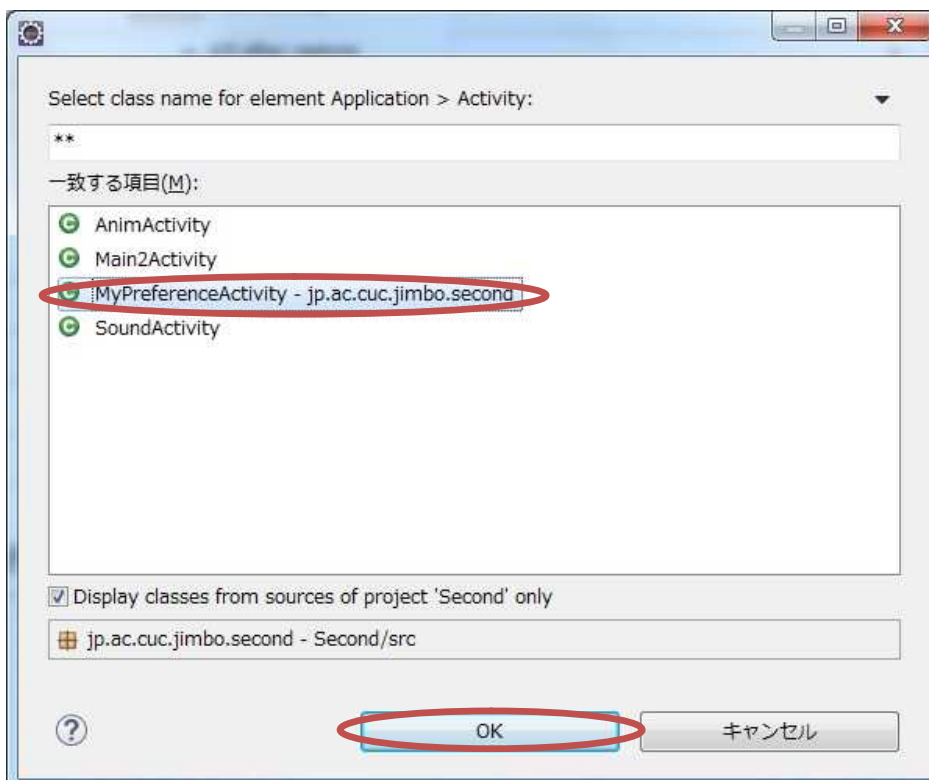 Select class name for element Application > Activity:
**
一致する項目(M):
AnimActivity
Main2Activity
MyPreferenceActivity - jp.ac.cuc.jimbo.second
SoundActivity
Display classes from sources of project 'Second' only
jp.ac.cuc.jimbo.second - Second/src
OK
キャンセル